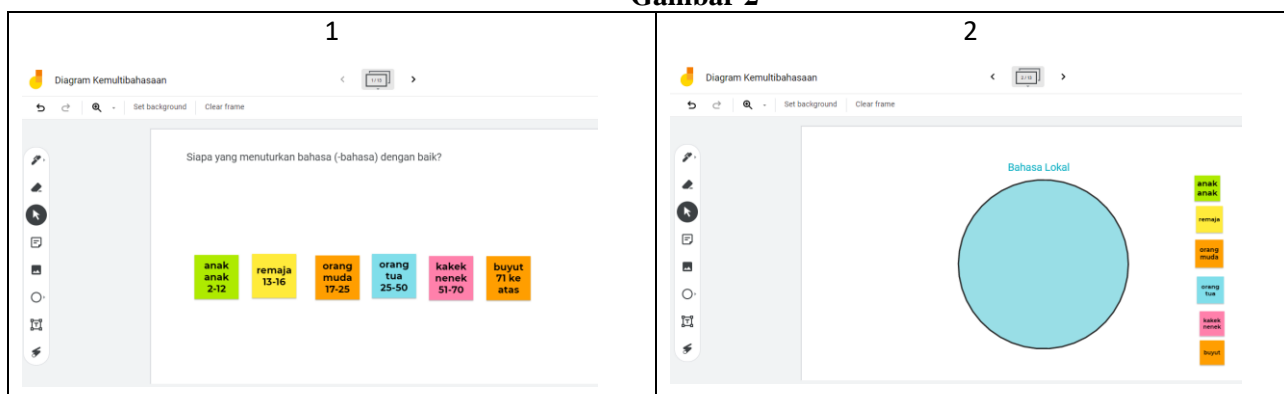 Gambar 2
1
2
Diagram Kemultibahasaan
1/10
Set background
Clear frame
Siapa yang menuturkan bahasa (-bahasa) dengan baik?
anak anak 2-12
remaja 13-16
orang muda 17-25
orang tua 25-50
kakek nenek 51-70
buyut 71 ke atas
Diagram Kemultibahasaan
2/10
Set background
Clear frame
Bahasa Lokal
anak anak
remaja
orang muda
orang tua
kakek nenek
buyut